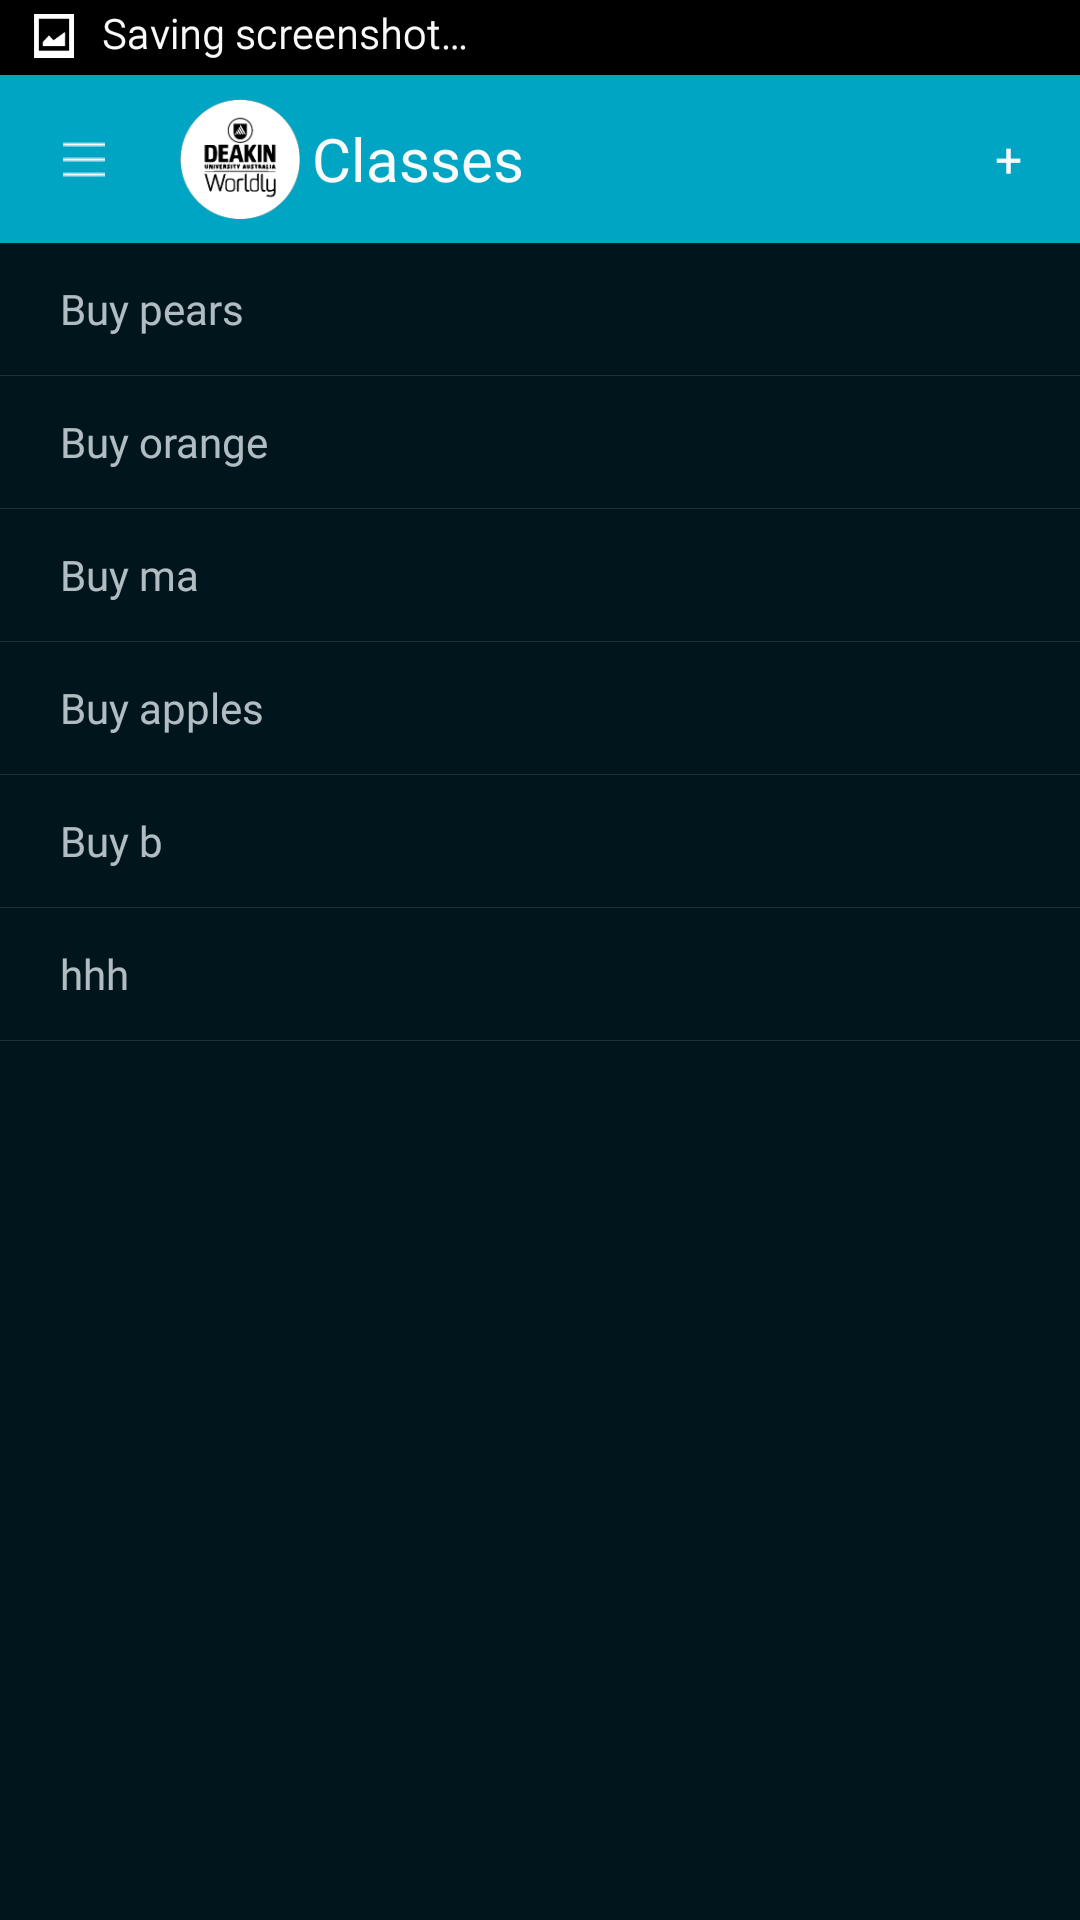 Saving screenshot...
DEAKIN
UNIVERSITY AUSTRALIA
Worldly
Classes
+
Buy pears
Buy orange
Buy ma
Buy apples
Buy b
hhh